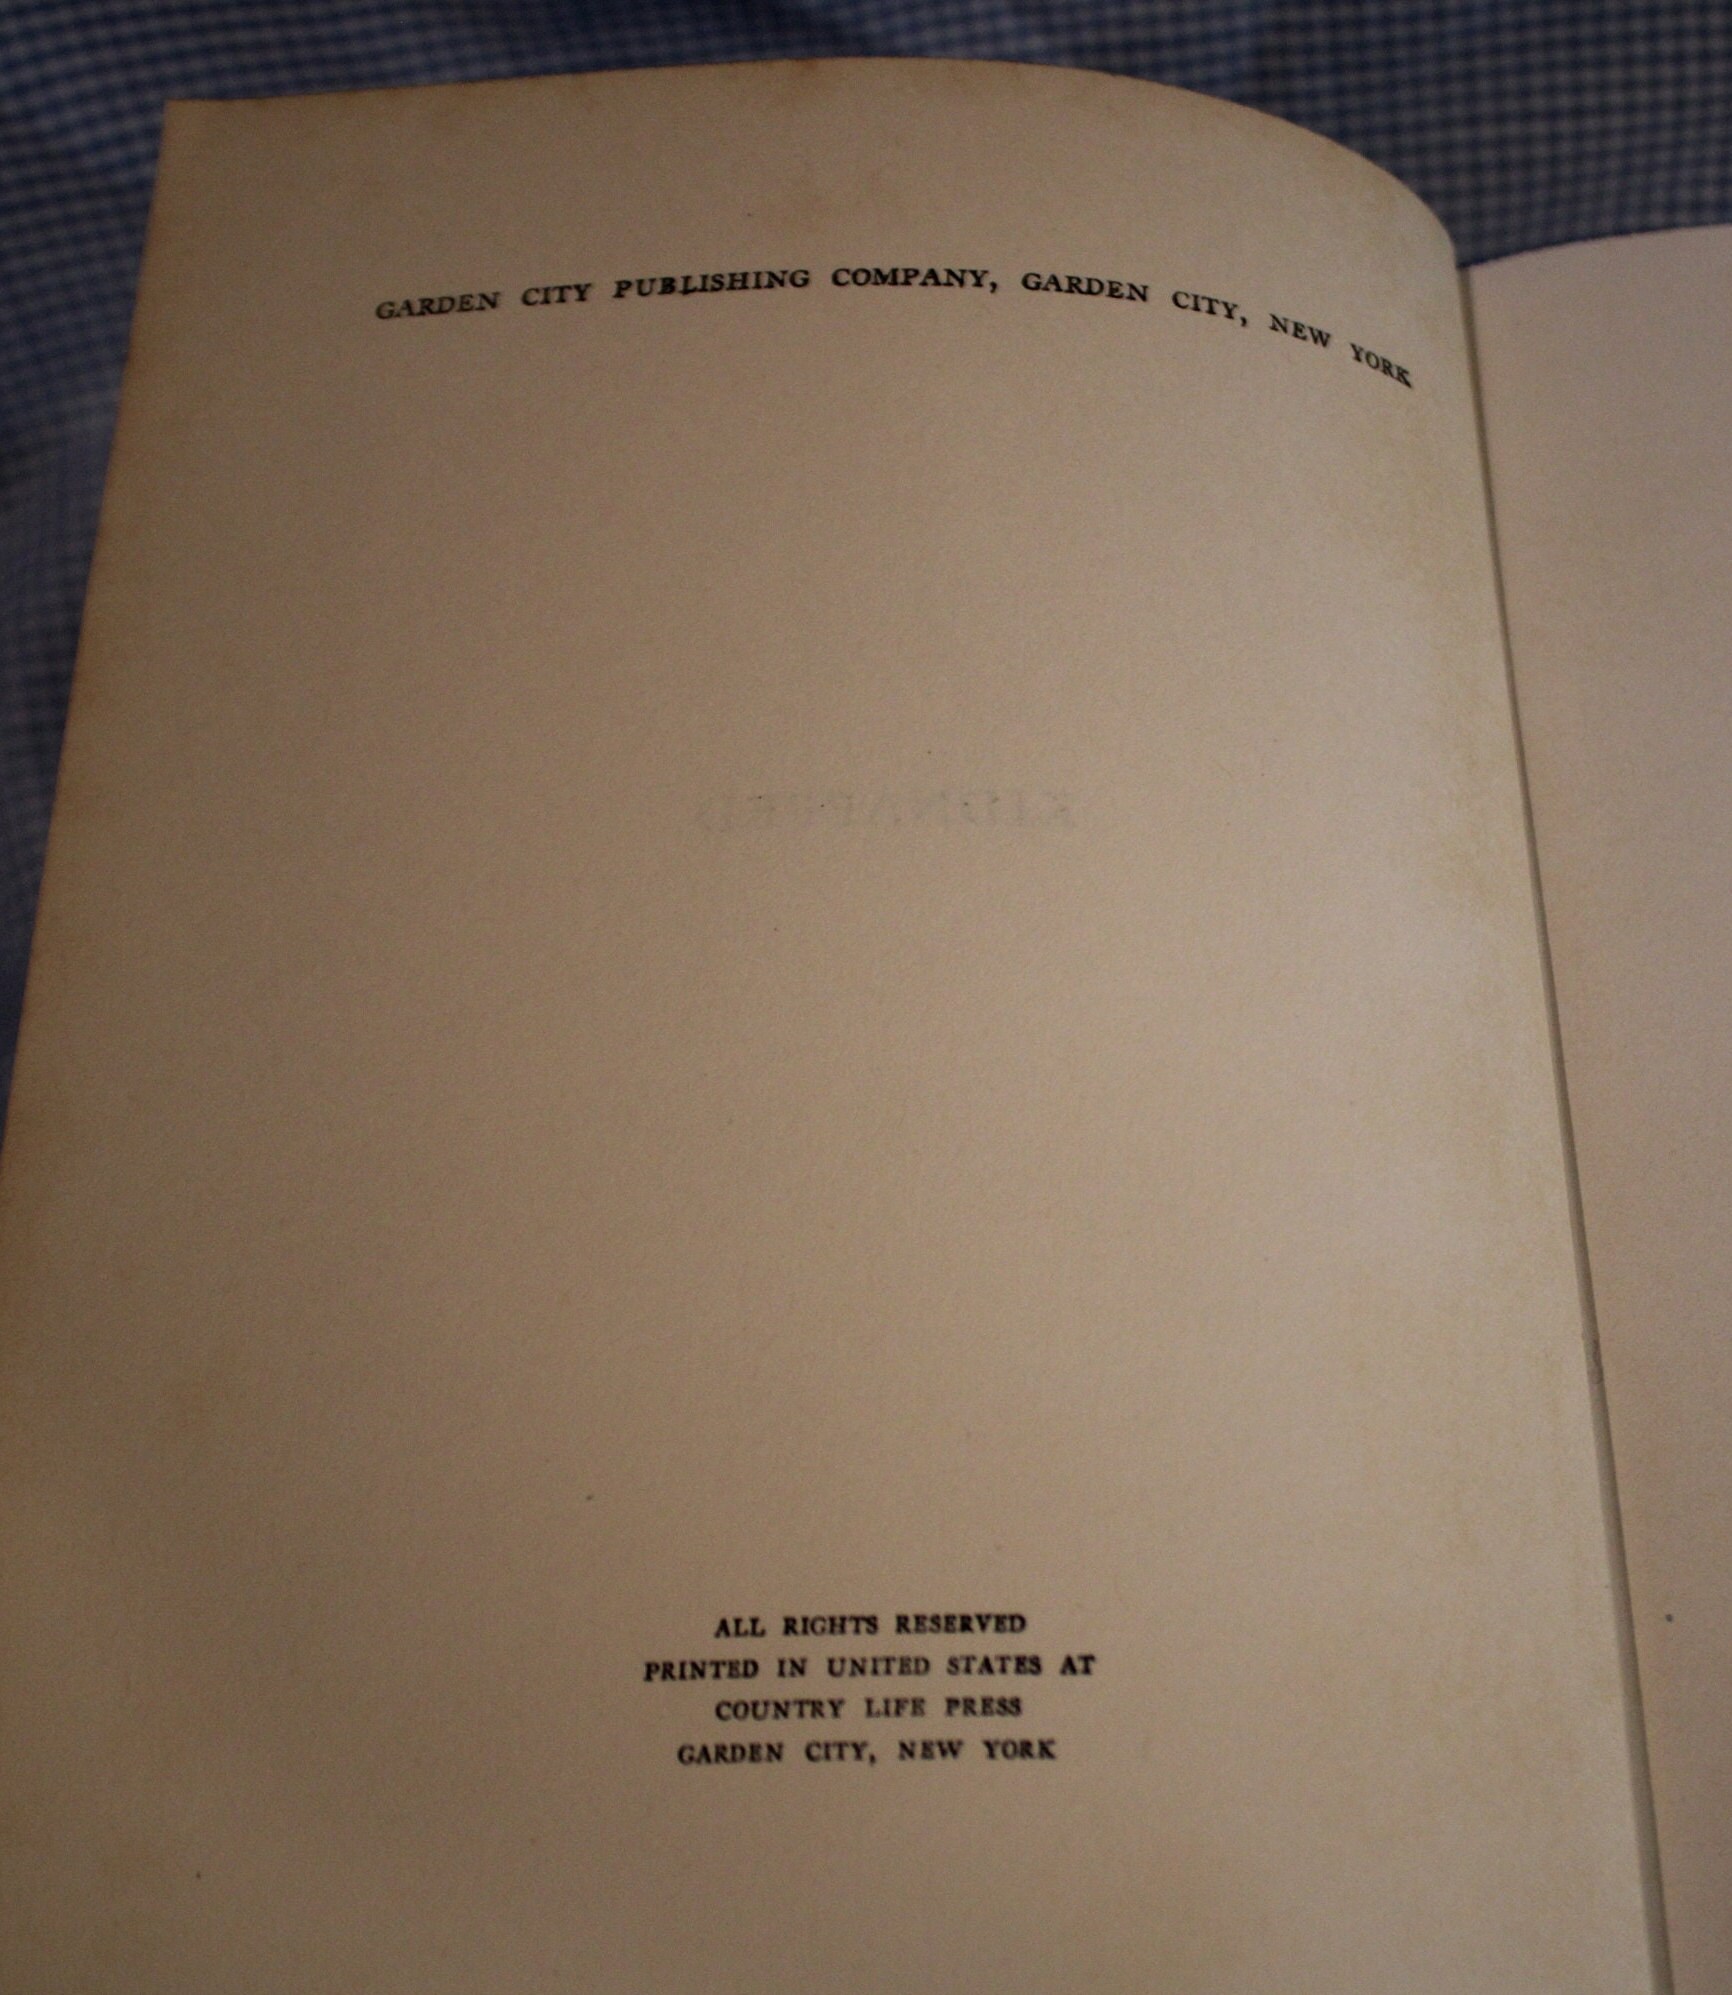 GARDEN CITY PUBLISHING COMPANY, GARDEN CITY, NEW YORK
KIDNAPPED
ALL RIGHTS RESERVED
PRINTED IN UNITED STATES AT
COUNTRY LIFE PRESS
GARDEN CITY, NEW YORK